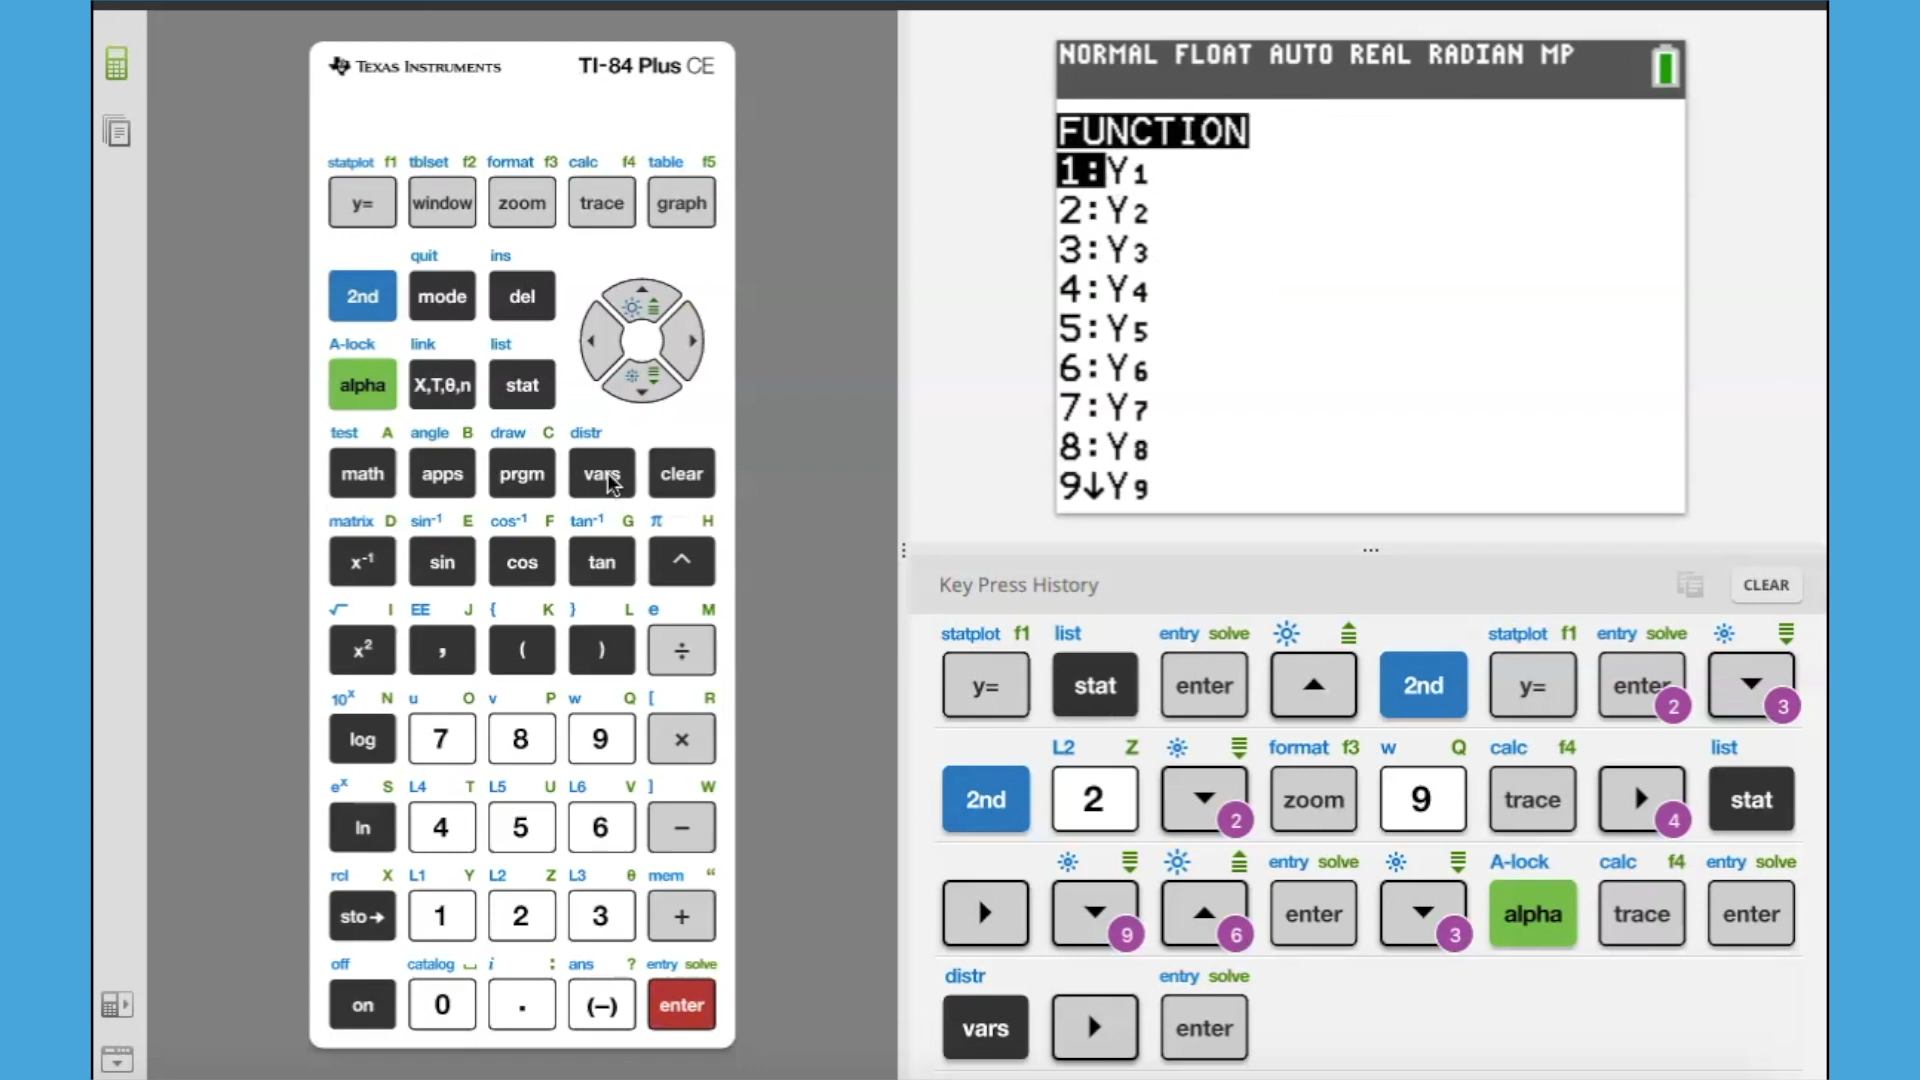 TEXAS INSTRUMENTS TI-84 Plus CE
statplot f1 tblset f2 format f3 calc f4 table f5
y= window zoom trace graph
quit ins
2nd mode del
A-lock link list
alpha X,T,θ,n stat
test A angle B draw C distr
math apps prgm vars clear
matrix D sin⁻¹ E cos⁻¹ F tan⁻¹ G π H
x⁻¹ sin cos tan ^
√ I EE J { K } L e M
x² , ( ) ÷
10ˣ N u O v P w Q [ R
log 7 8 9 ×
eˣ S L4 T L5 U L6 V ] W
ln 4 5 6 −
rcl X L1 Y L2 Z L3 θ mem “
sto→ 1 2 3 +
off catalog ⎵ i : ans ? entry solve
on 0 . (−) enter
NORMAL FLOAT AUTO REAL RADIAN MP
FUNCTION
1:Y₁
2:Y₂
3:Y₃
4:Y₄
5:Y₅
6:Y₆
7:Y₇
8:Y₈
9↓Y₉
Key Press History CLEAR
statplot f1 list entry solve statplot f1 entry solve
y= stat enter 2nd y= enter 2 3
L2 Z format f3 w Q calc f4 list
2nd 2 2 zoom 9 trace 4 stat
entry solve A-lock calc f4 entry solve
9 6 enter 3 alpha trace enter
distr entry solve
vars enter